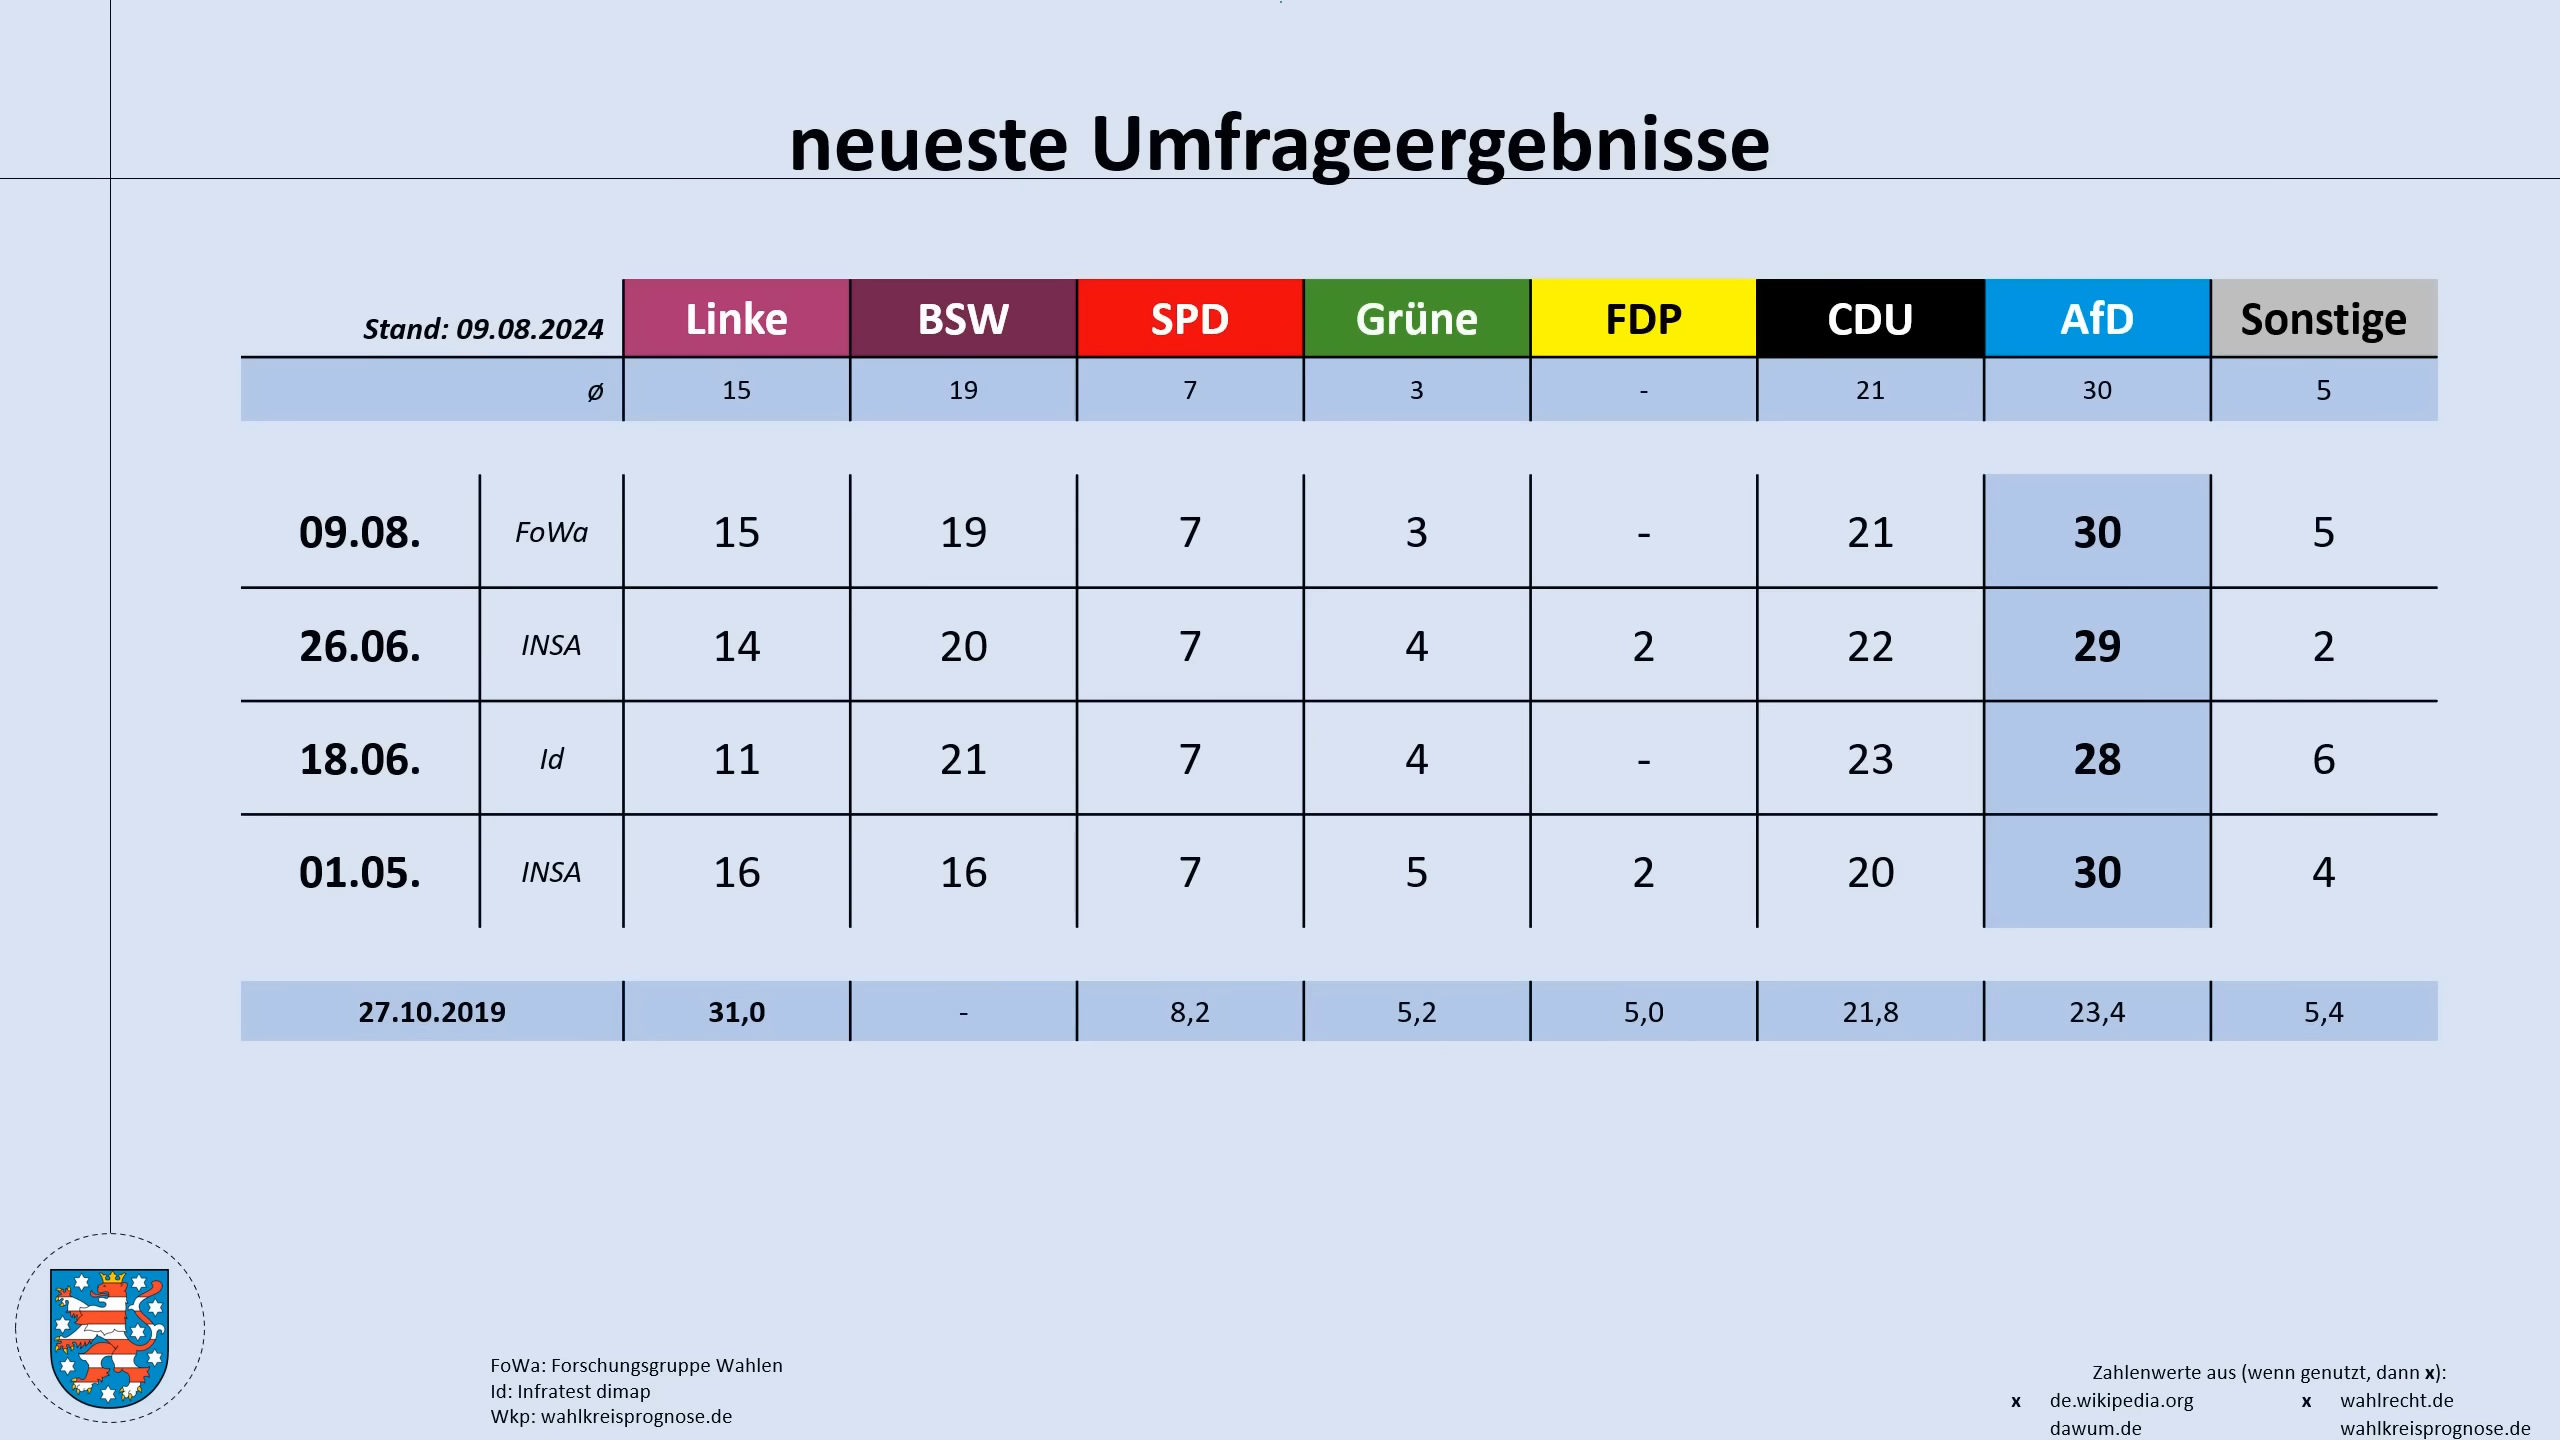 neueste Umfrageergebnisse
Stand: 09.08.2024 Linke BSW SPD Grüne FDP CDU AfD Sonstige
ø 15 19 7 3 - 21 30 5
09.08. FoWa 15 19 7 3 - 21 30 5
26.06. INSA 14 20 7 4 2 22 29 2
18.06. Id 11 21 7 4 - 23 28 6
01.05. INSA 16 16 7 5 2 20 30 4
27.10.2019 31,0 - 8,2 5,2 5,0 21,8 23,4 5,4
FoWa: Forschungsgruppe Wahlen
Id: Infratest dimap
Wkp: wahlkreisprognose.de
Zahlenwerte aus (wenn genutzt, dann x):
x de.wikipedia.org x wahlrecht.de
dawum.de wahlkreisprognose.de